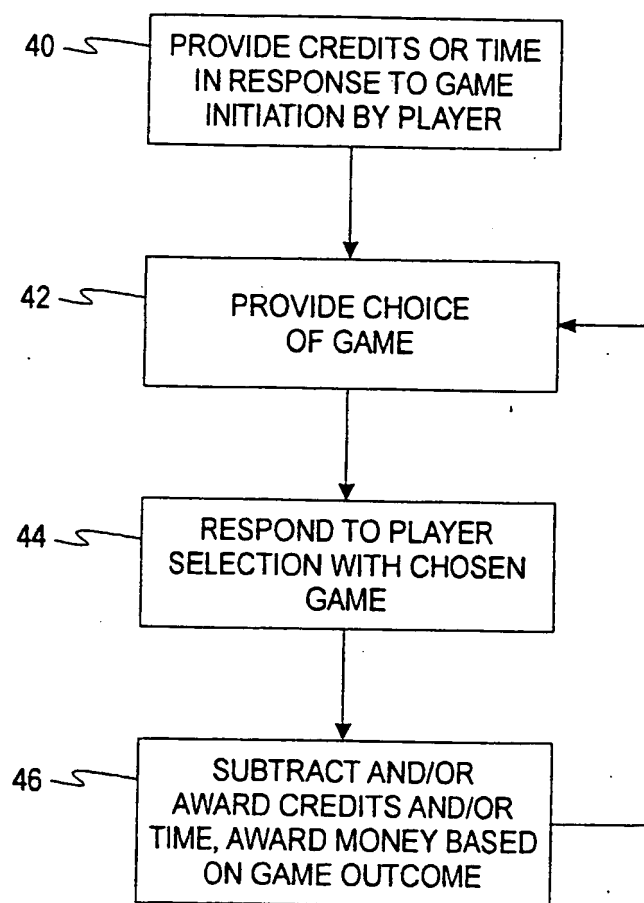 40
PROVIDE CREDITS OR TIME
IN RESPONSE TO GAME
INITIATION BY PLAYER
42
PROVIDE CHOICE
OF GAME
44
RESPOND TO PLAYER
SELECTION WITH CHOSEN
GAME
46
SUBTRACT AND/OR
AWARD CREDITS AND/OR
TIME, AWARD MONEY BASED
ON GAME OUTCOME